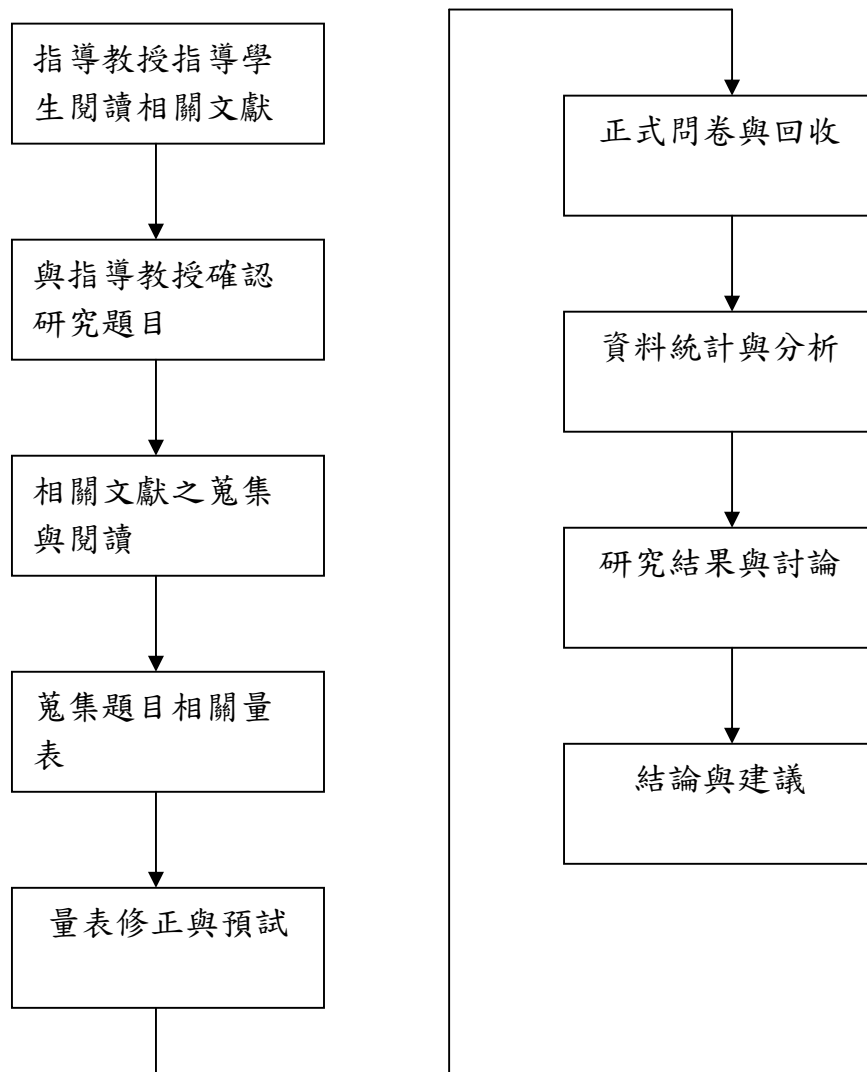 指導教授指導學
生閱讀相關文獻
與指導教授確認
研究題目
相關文獻之蒐集
與閱讀
蒐集題目相關量
表
量表修正與預試
正式問卷與回收
資料統計與分析
研究結果與討論
結論與建議